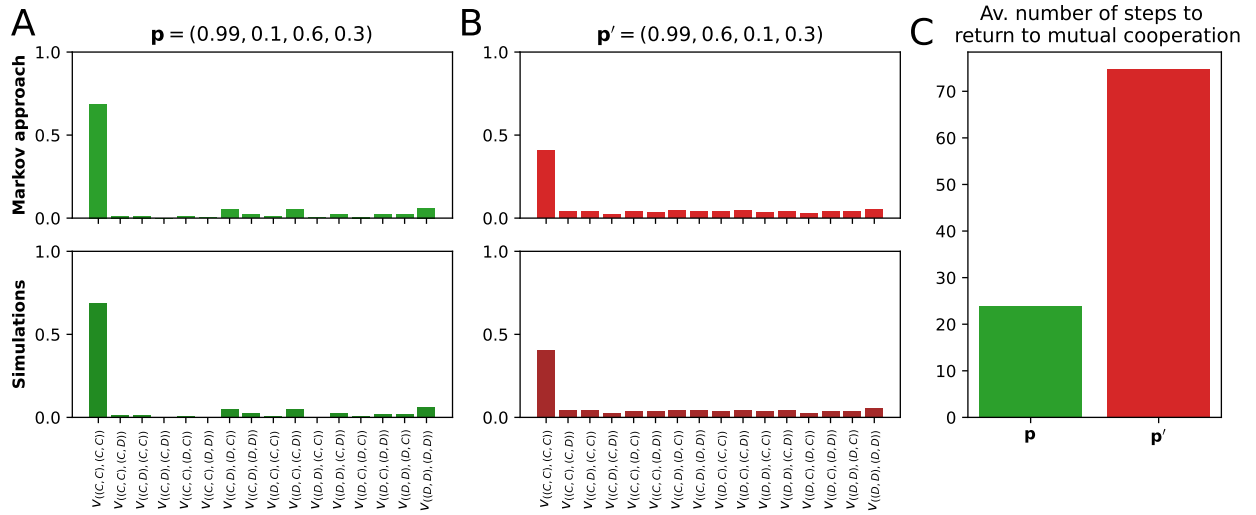 A
p = (0.99, 0.1, 0.6, 0.3)
Markov approach
1.0
0.5
0.0
Simulations
1.0
0.5
0.0
V((C, C), (C, C))
V((C, C), (C, D))
V((C, D), (C, C))
V((C, D), (C, D))
V((C, C), (D, C))
V((C, C), (D, D))
V((C, D), (D, C))
V((C, D), (D, D))
V((D, C), (C, C))
V((D, C), (C, D))
V((D, D), (C, C))
V((D, D), (C, D))
V((D, C), (D, C))
V((D, C), (D, D))
V((D, D), (D, C))
V((D, D), (D, D))
B
p′ = (0.99, 0.6, 0.1, 0.3)
1.0
0.5
0.0
1.0
0.5
0.0
V((C, C), (C, C))
V((C, C), (C, D))
V((C, D), (C, C))
V((C, D), (C, D))
V((C, C), (D, C))
V((C, C), (D, D))
V((C, D), (D, C))
V((C, D), (D, D))
V((D, C), (C, C))
V((D, C), (C, D))
V((D, D), (C, C))
V((D, D), (C, D))
V((D, C), (D, C))
V((D, C), (D, D))
V((D, D), (D, C))
V((D, D), (D, D))
C
Av. number of steps to
return to mutual cooperation
70
60
50
40
30
20
10
0
p
p′